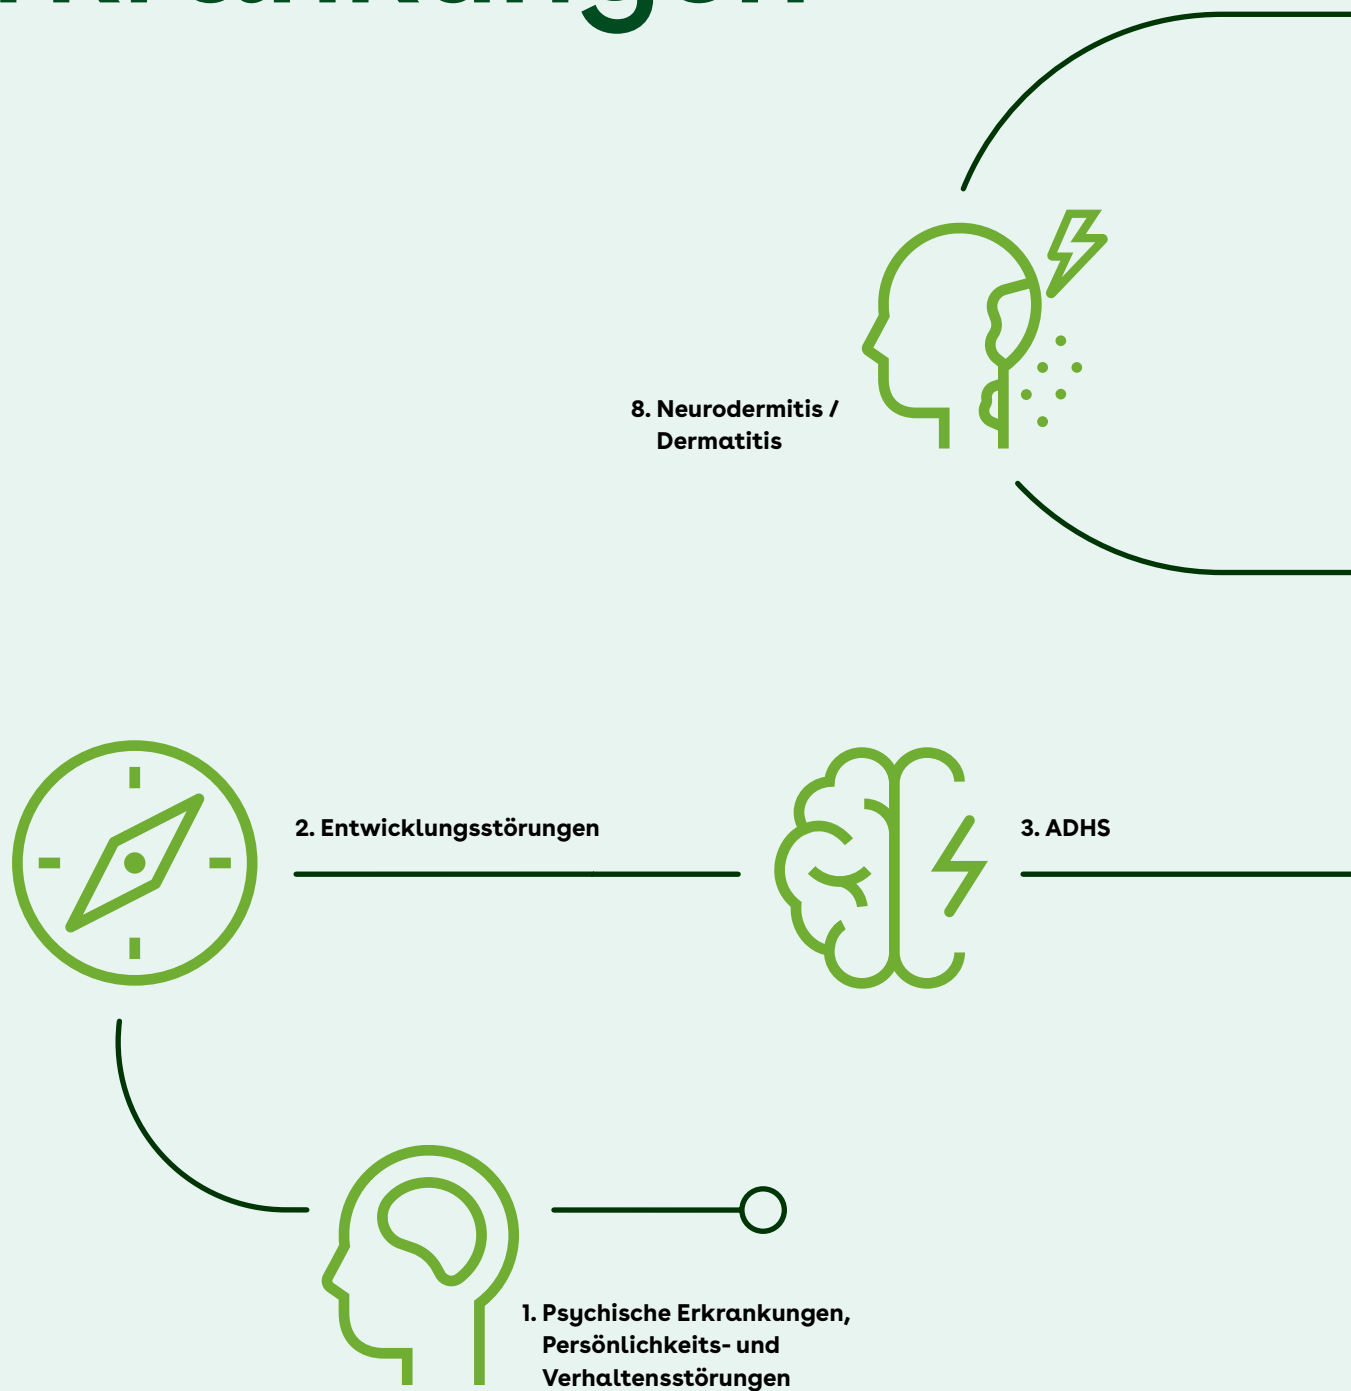 8. Neurodermitis /
Dermatitis
2. Entwicklungsstörungen
3. ADHS
1. Psychische Erkrankungen,
Persönlichkeits- und
Verhaltensstörungen